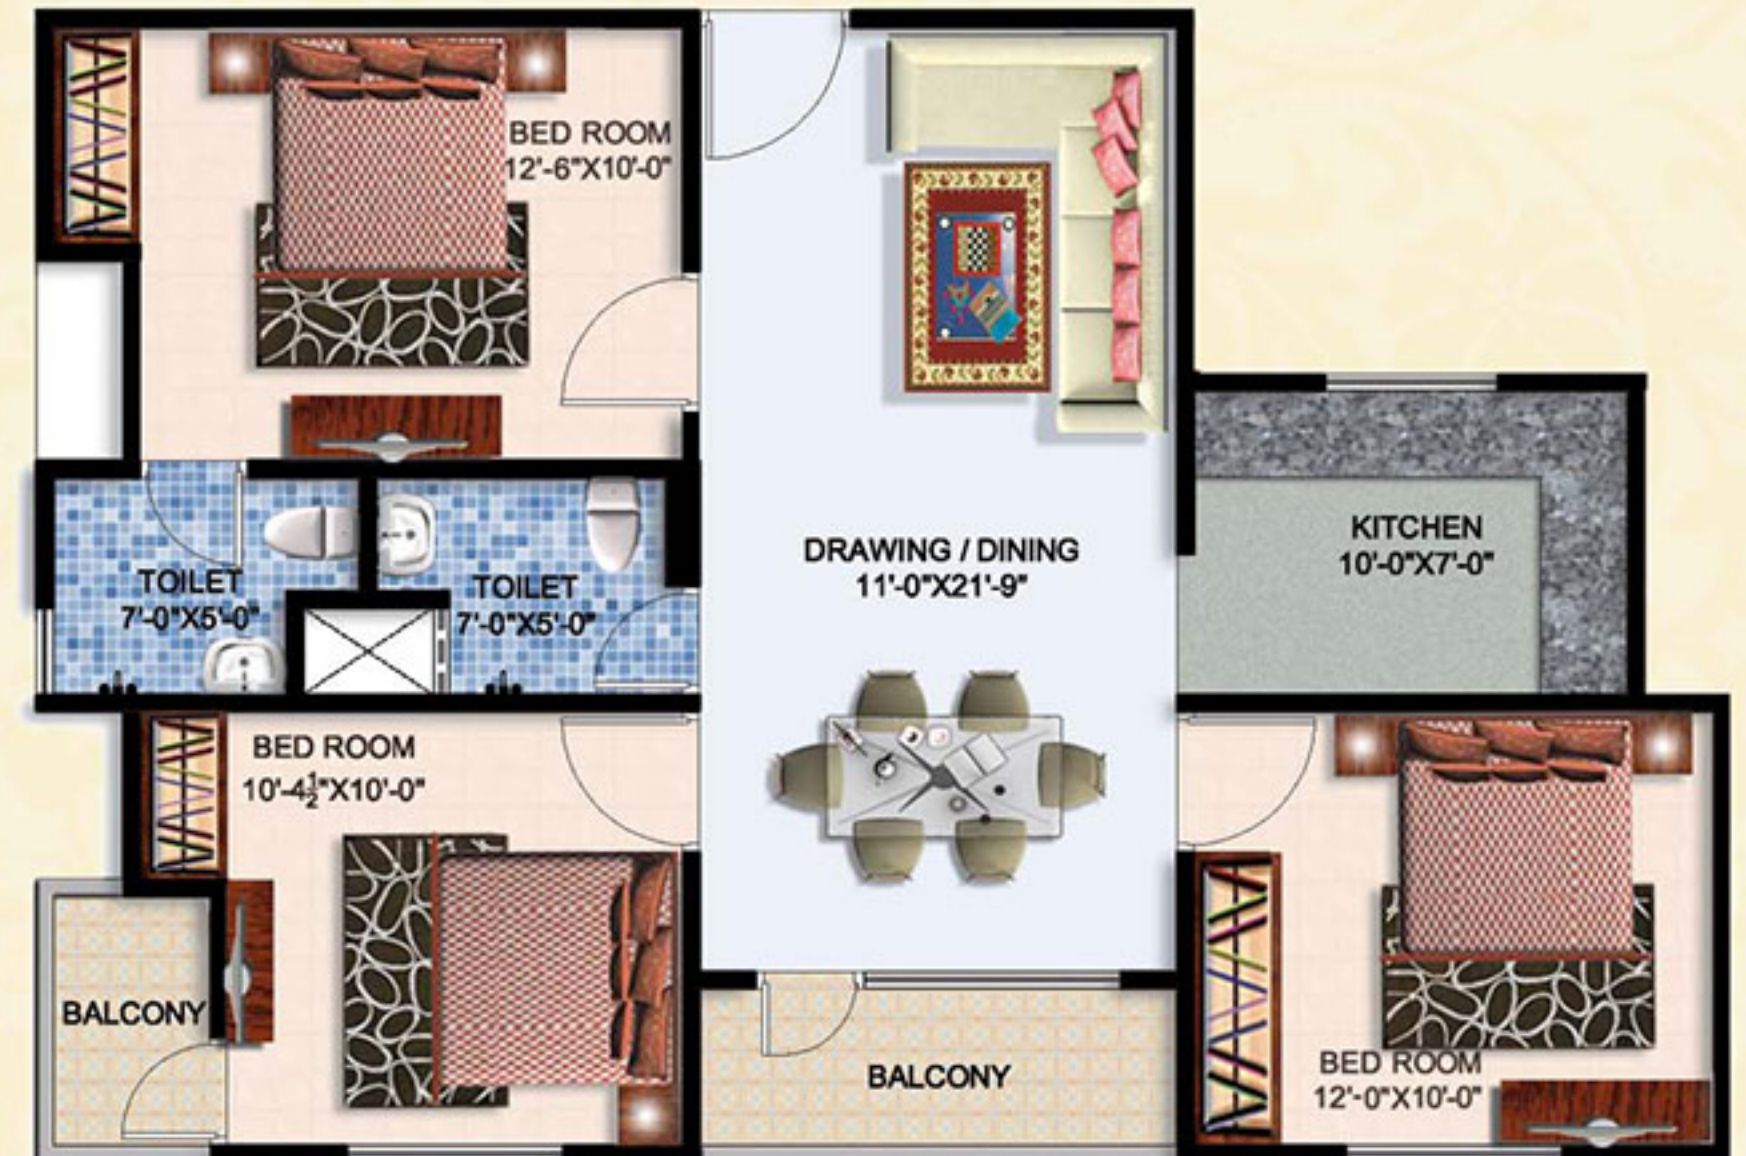 BED ROOM
12'-6"X10'-0"
TOILET
7'-0"X5'-0"
TOILET
7'-0"X5'-0"
DRAWING / DINING
11'-0"X21'-9"
KITCHEN
10'-0"X7'-0"
BED ROOM
10'-4½"X10'-0"
BALCONY
BALCONY
BED ROOM
12'-0"X10'-0"